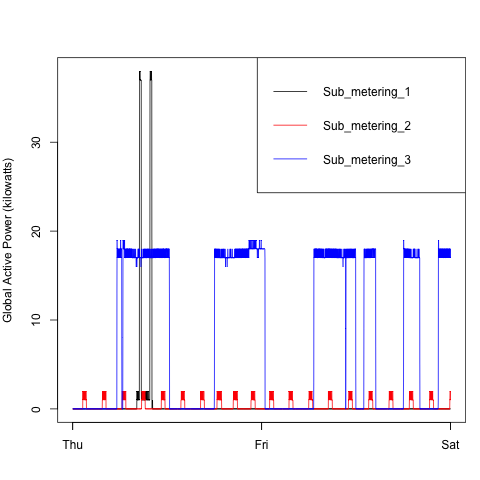 Sub_metering_1
Sub_metering_2
Sub_metering_3
Global Active Power (kilowatts)
30
20
10
0
Thu Fri Sat